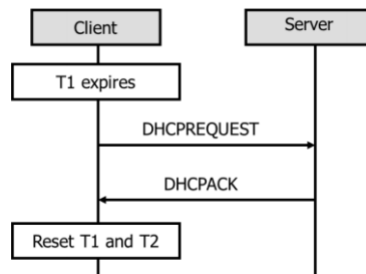 Client
Server
T1 expires
DHCPREQUEST
DHCPACK
Reset T1 and T2